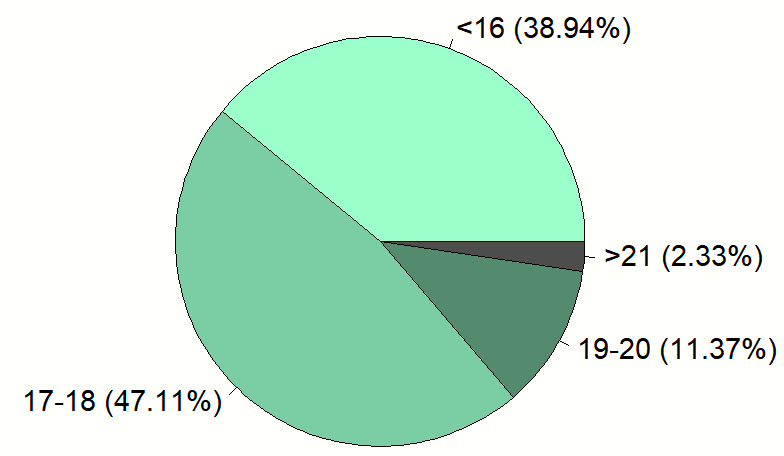 <16 (38.94%)
>21 (2.33%)
19-20 (11.37%)
17-18 (47.11%)